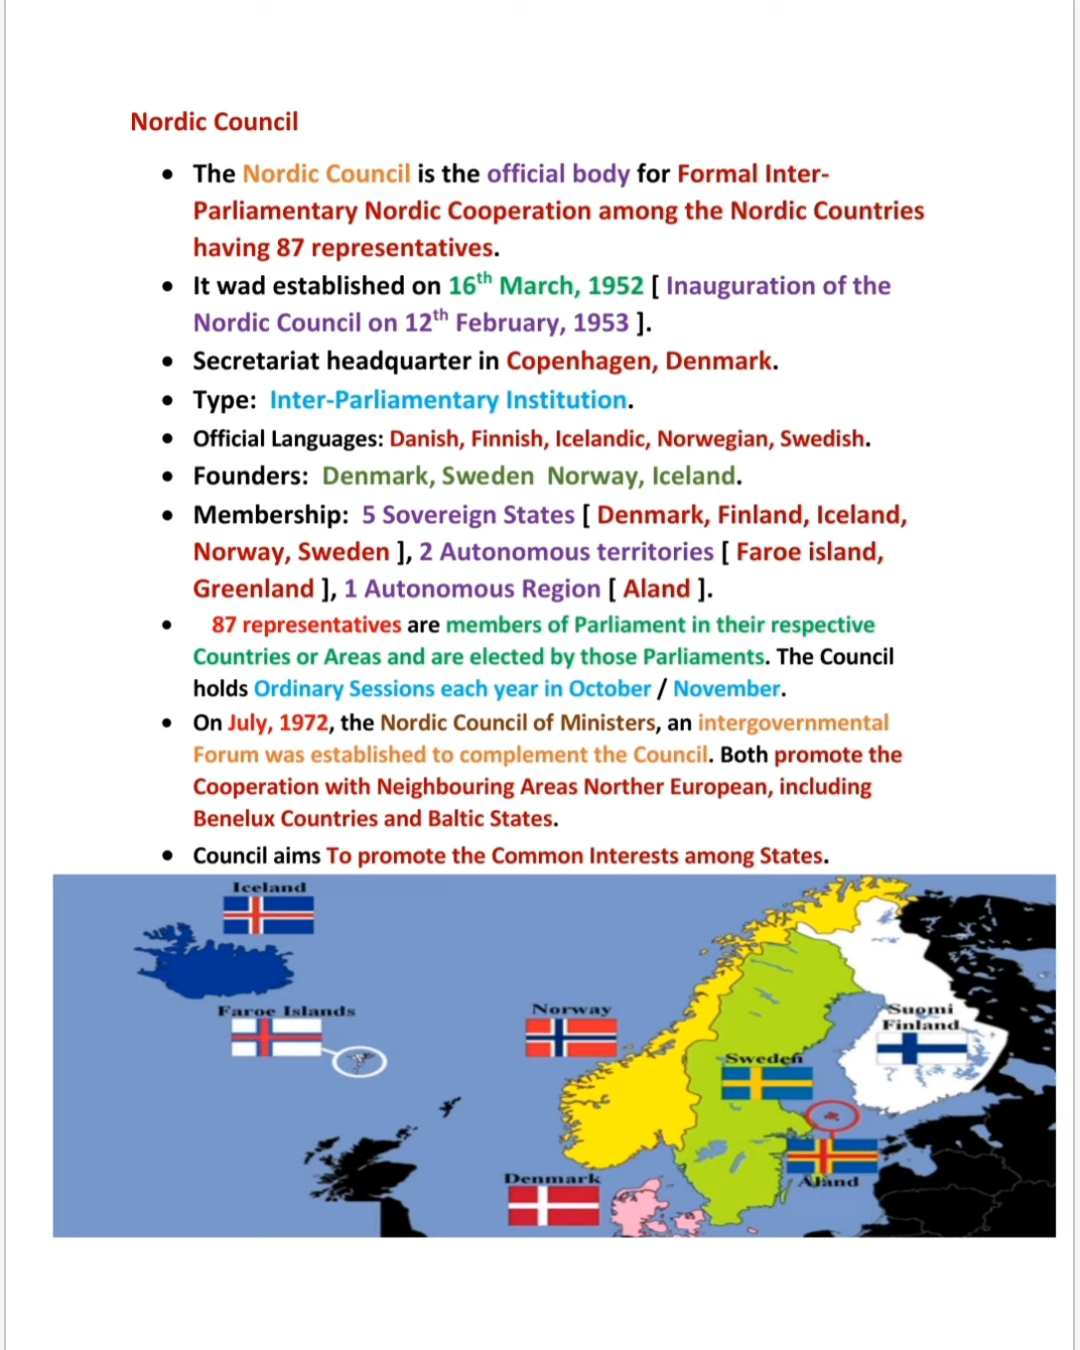 Nordic Council
• The Nordic Council is the official body for Formal Inter-
Parliamentary Nordic Cooperation among the Nordic Countries
having 87 representatives.
• It wad established on 16th March, 1952 [ Inauguration of the
Nordic Council on 12th February, 1953 ].
• Secretariat headquarter in Copenhagen, Denmark.
• Type: Inter-Parliamentary Institution.
• Official Languages: Danish, Finnish, Icelandic, Norwegian, Swedish.
• Founders: Denmark, Sweden Norway, Iceland.
• Membership: 5 Sovereign States [ Denmark, Finland, Iceland,
Norway, Sweden ], 2 Autonomous territories [ Faroe island,
Greenland ], 1 Autonomous Region [ Aland ].
• 87 representatives are members of Parliament in their respective
Countries or Areas and are elected by those Parliaments. The Council
holds Ordinary Sessions each year in October / November.
• On July, 1972, the Nordic Council of Ministers, an intergovernmental
Forum was established to complement the Council. Both promote the
Cooperation with Neighbouring Areas Norther European, including
Benelux Countries and Baltic States.
• Council aims To promote the Common Interests among States.
Iceland
Faroe Islands
Norway
Suomi
Finland
Sweden
Denmark
Åland